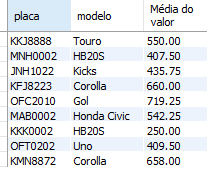 placa modelo Média do valor
KKJ8888 Touro 550.00
MNH0002 HB20S 407.50
JNH1022 Kicks 435.75
KFJ8223 Corolla 660.00
OFC2010 Gol 719.25
MAB0002 Honda Civic 542.25
KKK0002 HB20S 250.00
OFT0202 Uno 409.50
KMN8872 Corolla 658.00